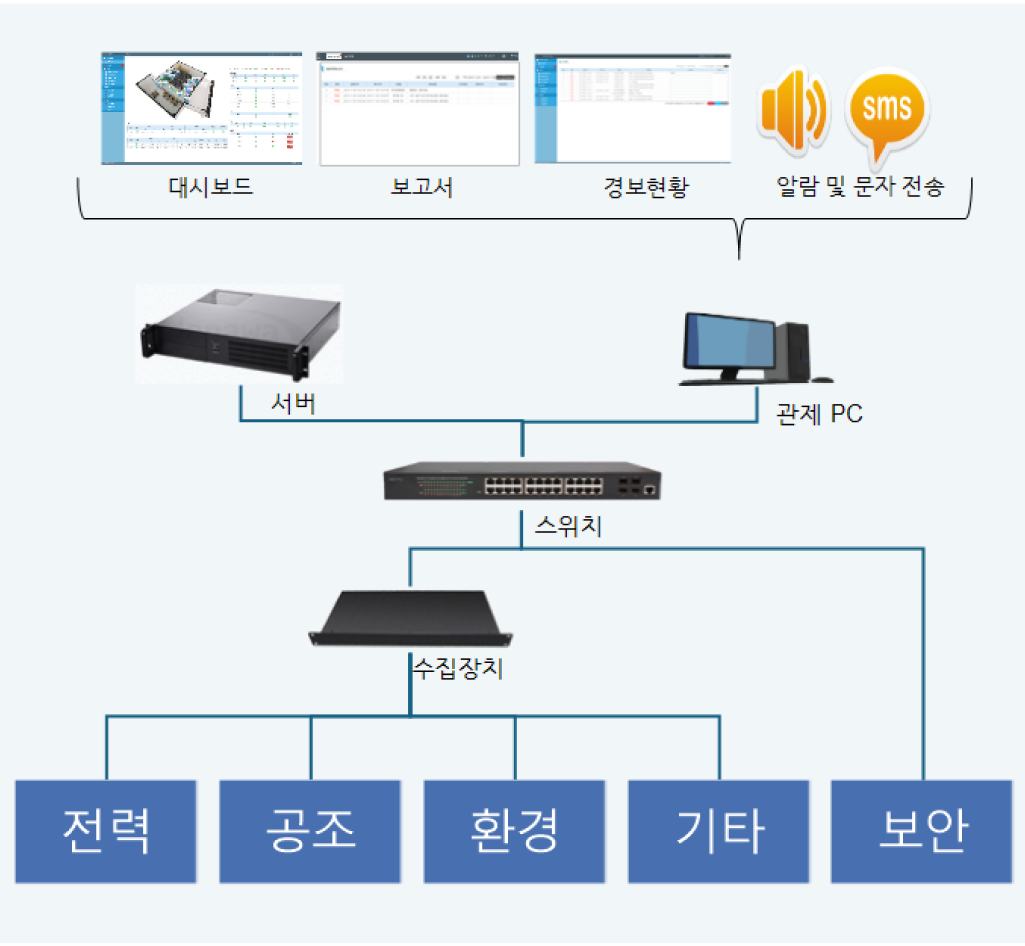 sms
대시보드
보고서
경보현황
알람 및 문자 전송
서버
관제 PC
스위치
수집장치
전력
공조
환경
기타
보안